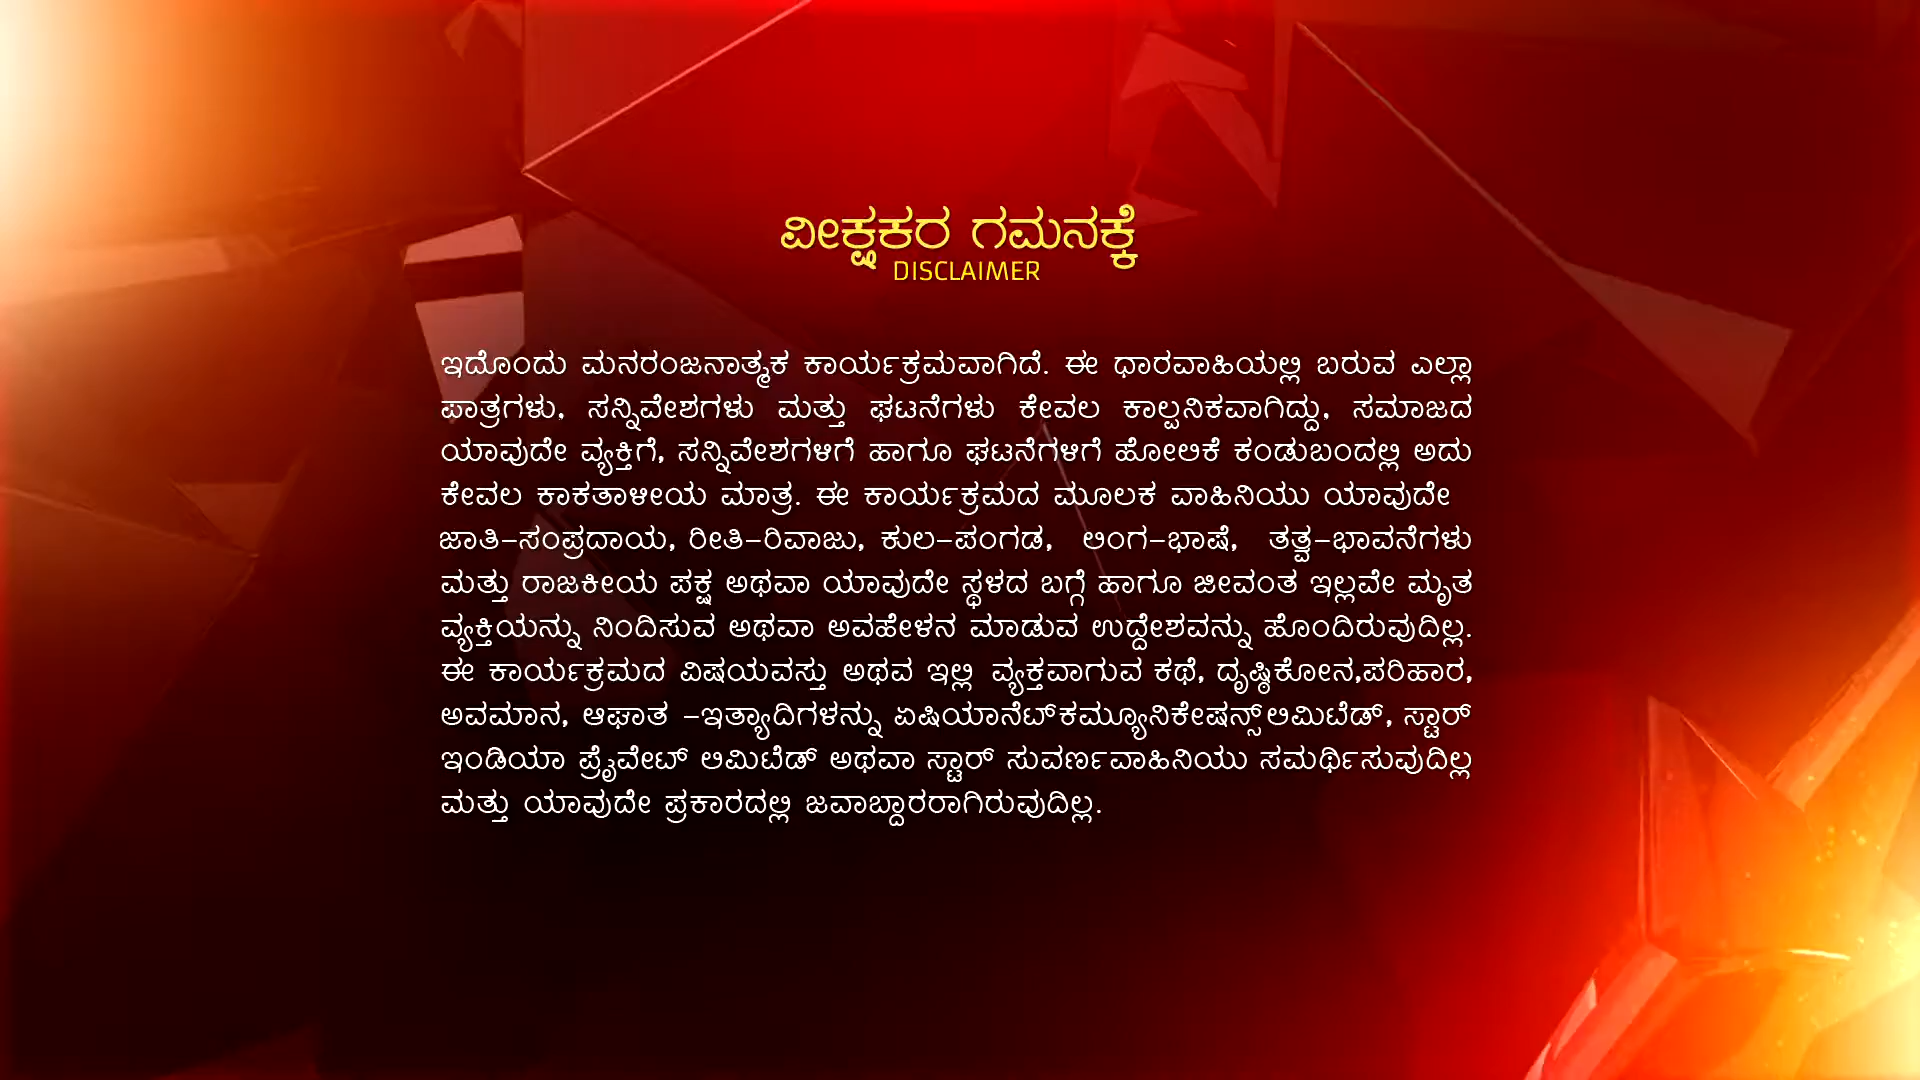 ವೀಕ್ಷಕರ ಗಮನಕ್ಕೆ
DISCLAIMER
ಇದೊಂದು ಮನರಂಜನಾತ್ಮಕ ಕಾರ್ಯಕ್ರಮವಾಗಿದೆ. ಈ ಧಾರವಾಹಿಯಲ್ಲಿ ಬರುವ ಎಲ್ಲಾ
ಪಾತ್ರಗಳು, ಸನ್ನಿವೇಶಗಳು ಮತ್ತು ಘಟನೆಗಳು ಕೇವಲ ಕಾಲ್ಪನಿಕವಾಗಿದ್ದು, ಸಮಾಜದ
ಯಾವುದೇ ವ್ಯಕ್ತಿಗೆ, ಸನ್ನಿವೇಶಗಳಿಗೆ ಹಾಗೂ ಘಟನೆಗಳಿಗೆ ಹೋಲಿಕೆ ಕಂಡುಬಂದಲ್ಲಿ ಅದು
ಕೇವಲ ಕಾಕತಾಳೀಯ ಮಾತ್ರ. ಈ ಕಾರ್ಯಕ್ರಮದ ಮೂಲಕ ವಾಹಿನಿಯು ಯಾವುದೇ
ಜಾತಿ–ಸಂಪ್ರದಾಯ, ರೀತಿ–ರಿವಾಜು, ಕುಲ–ಪಂಗಡ, ಲಿಂಗ–ಭಾಷೆ, ತತ್ವ–ಭಾವನೆಗಳು
ಮತ್ತು ರಾಜಕೀಯ ಪಕ್ಷ ಅಥವಾ ಯಾವುದೇ ಸ್ಥಳದ ಬಗ್ಗೆ ಹಾಗೂ ಜೀವಂತ ಇಲ್ಲವೇ ಮೃತ
ವ್ಯಕ್ತಿಯನ್ನು ನಿಂದಿಸುವ ಅಥವಾ ಅವಹೇಳನ ಮಾಡುವ ಉದ್ದೇಶವನ್ನು ಹೊಂದಿರುವುದಿಲ್ಲ.
ಈ ಕಾರ್ಯಕ್ರಮದ ವಿಷಯವಸ್ತು ಅಥವ ಇಲ್ಲಿ ವ್ಯಕ್ತವಾಗುವ ಕಥೆ, ದೃಷ್ಠಿಕೋನ,ಪರಿಹಾರ,
ಅವಮಾನ, ಆಘಾತ –ಇತ್ಯಾದಿಗಳನ್ನು ಏಷಿಯಾನೆಟ್‌ಕಮ್ಯೂನಿಕೇಷನ್ಸ್‌ಲಿಮಿಟೆಡ್, ಸ್ಟಾರ್
ಇಂಡಿಯಾ ಪ್ರೈವೇಟ್ ಲಿಮಿಟೆಡ್ ಅಥವಾ ಸ್ಟಾರ್ ಸುವರ್ಣವಾಹಿನಿಯು ಸಮರ್ಥಿಸುವುದಿಲ್ಲ
ಮತ್ತು ಯಾವುದೇ ಪ್ರಕಾರದಲ್ಲಿ ಜವಾಬ್ದಾರರಾಗಿರುವುದಿಲ್ಲ.